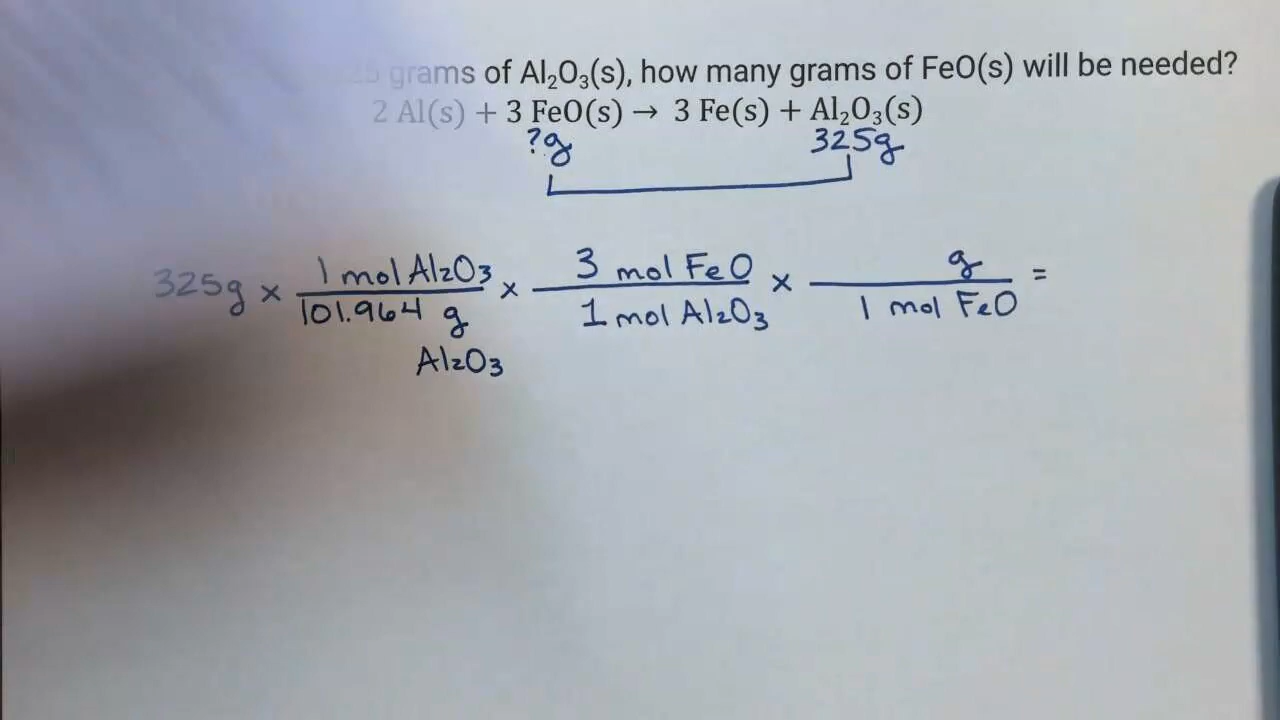 grams of Al₂O₃(s), how many grams of FeO(s) will be needed?
2 Al(s) + 3 FeO(s) → 3 Fe(s) + Al₂O₃(s)
?g 325g
325g × 1 mol Al₂O₃ / 101.964 g Al₂O₃ × 3 mol FeO / 1 mol Al₂O₃ × g / 1 mol FeO =